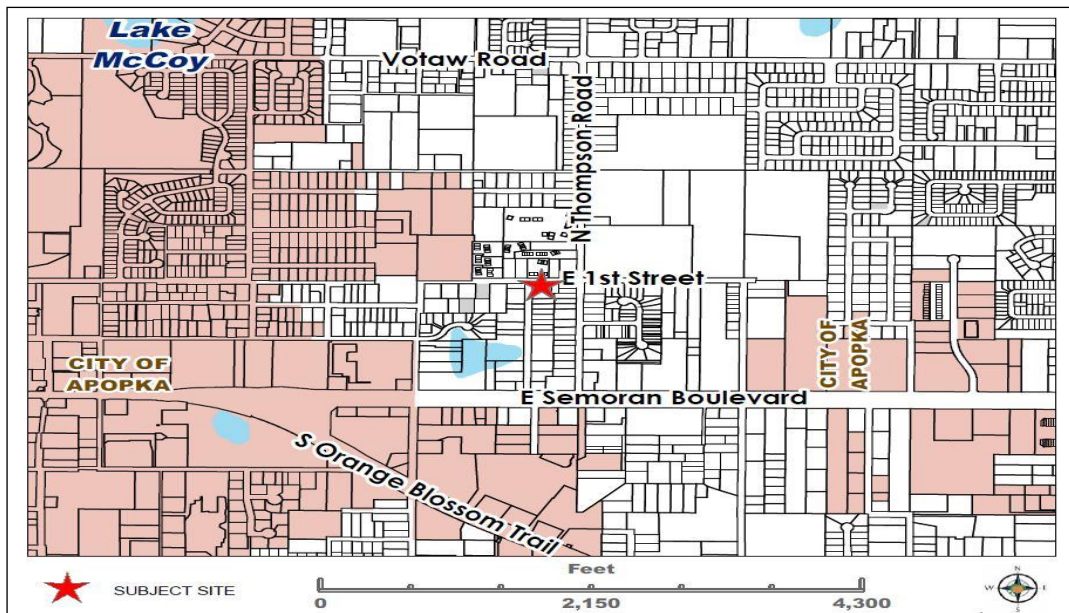 Lake
McCoy
Votaw Road
N Thompson Road
E 1st Street
CITY OF
APOPKA
CITY OF
APOPKA
E Semoran Boulevard
S Orange Blossom Trail
SUBJECT SITE
Feet
0 2,150 4,300
N
W E
S